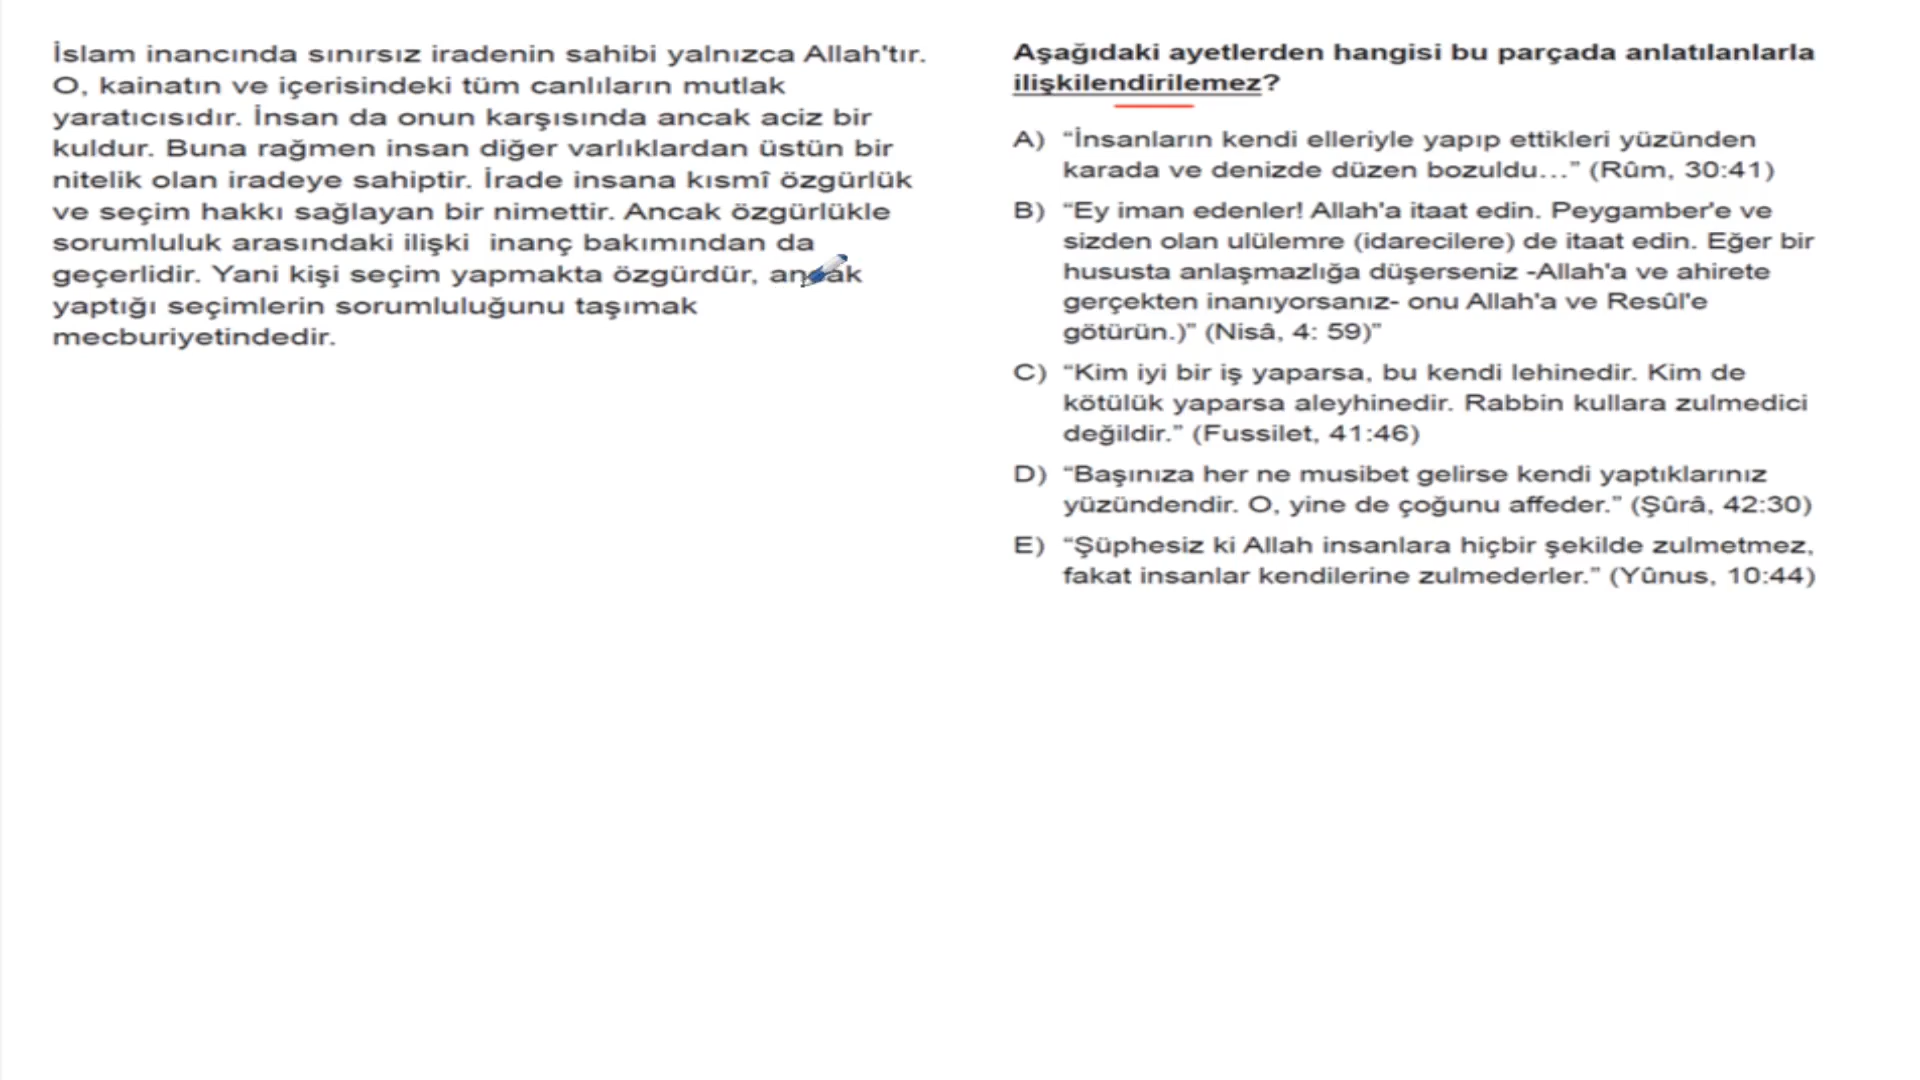 İslam inancında sınırsız iradenin sahibi yalnızca Allah'tır.
O, kainatın ve içerisindeki tüm canlıların mutlak
yaratıcısıdır. İnsan da onun karşısında ancak aciz bir
kuldur. Buna rağmen insan diğer varlıklardan üstün bir
nitelik olan iradeye sahiptir. İrade insana kısmî özgürlük
ve seçim hakkı sağlayan bir nimettir. Ancak özgürlükle
sorumluluk arasındaki ilişki inanç bakımından da
geçerlidir. Yani kişi seçim yapmakta özgürdür, ancak
yaptığı seçimlerin sorumluluğunu taşımak
mecburiyetindedir.
Aşağıdaki ayetlerden hangisi bu parçada anlatılanlarla
ilişkilendirilemez?
A) “İnsanların kendi elleriyle yapıp ettikleri yüzünden
karada ve denizde düzen bozuldu...” (Rûm, 30:41)
B) “Ey iman edenler! Allah'a itaat edin. Peygamber'e ve
sizden olan ulülemre (idarecilere) de itaat edin. Eğer bir
hususta anlaşmazlığa düşerseniz -Allah'a ve ahirete
gerçekten inanıyorsanız- onu Allah'a ve Resûl'e
götürün.)” (Nisâ, 4: 59)”
C) “Kim iyi bir iş yaparsa, bu kendi lehinedir. Kim de
kötülük yaparsa aleyhinedir. Rabbin kullara zulmedici
değildir.” (Fussilet, 41:46)
D) “Başınıza her ne musibet gelirse kendi yaptıklarınız
yüzündendir. O, yine de çoğunu affeder.” (Şûrâ, 42:30)
E) “Şüphesiz ki Allah insanlara hiçbir şekilde zulmetmez,
fakat insanlar kendilerine zulmederler.” (Yûnus, 10:44)